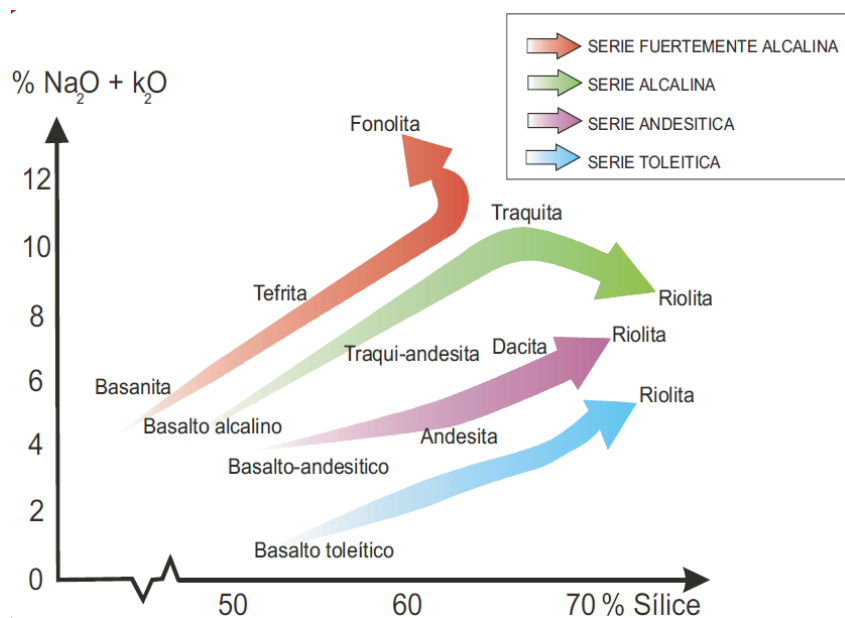 SERIE FUERTEMENTE ALCALINA
SERIE ALCALINA
SERIE ANDESITICA
SERIE TOLEITICA
% Na₂O + k₂O
Fonolita
12
Traquita
10
Tefrita
Riolita
8
Dacita
Riolita
Traqui-andesita
6
Basanita
Riolita
Basalto alcalino
4
Andesita
Basalto-andesitico
2
Basalto toleítico
0
50
60
70 % Sílice